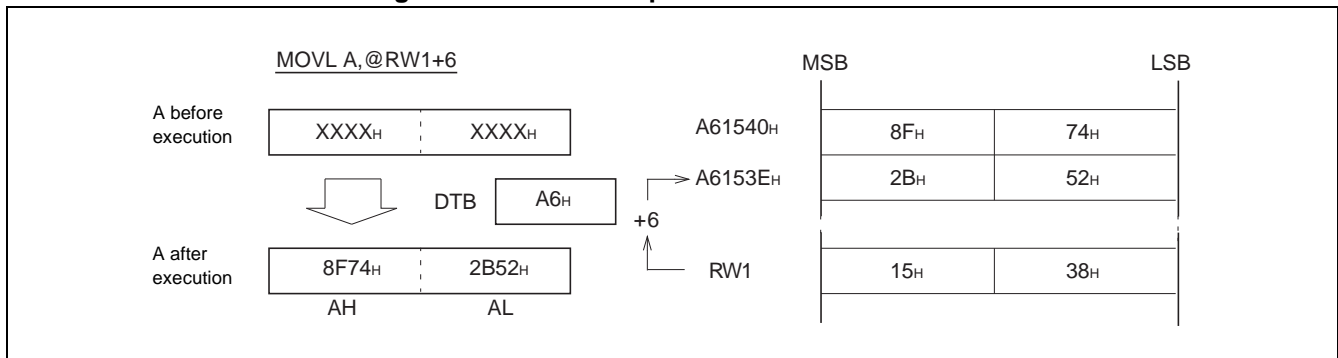 MOVL A,@RW1+6
MSB LSB
A before
execution
XXXXH XXXXH
A61540H 8FH 74H
A6153EH 2BH 52H
DTB A6H
+6
A after
execution
8F74H 2B52H
RW1 15H 38H
AH AL